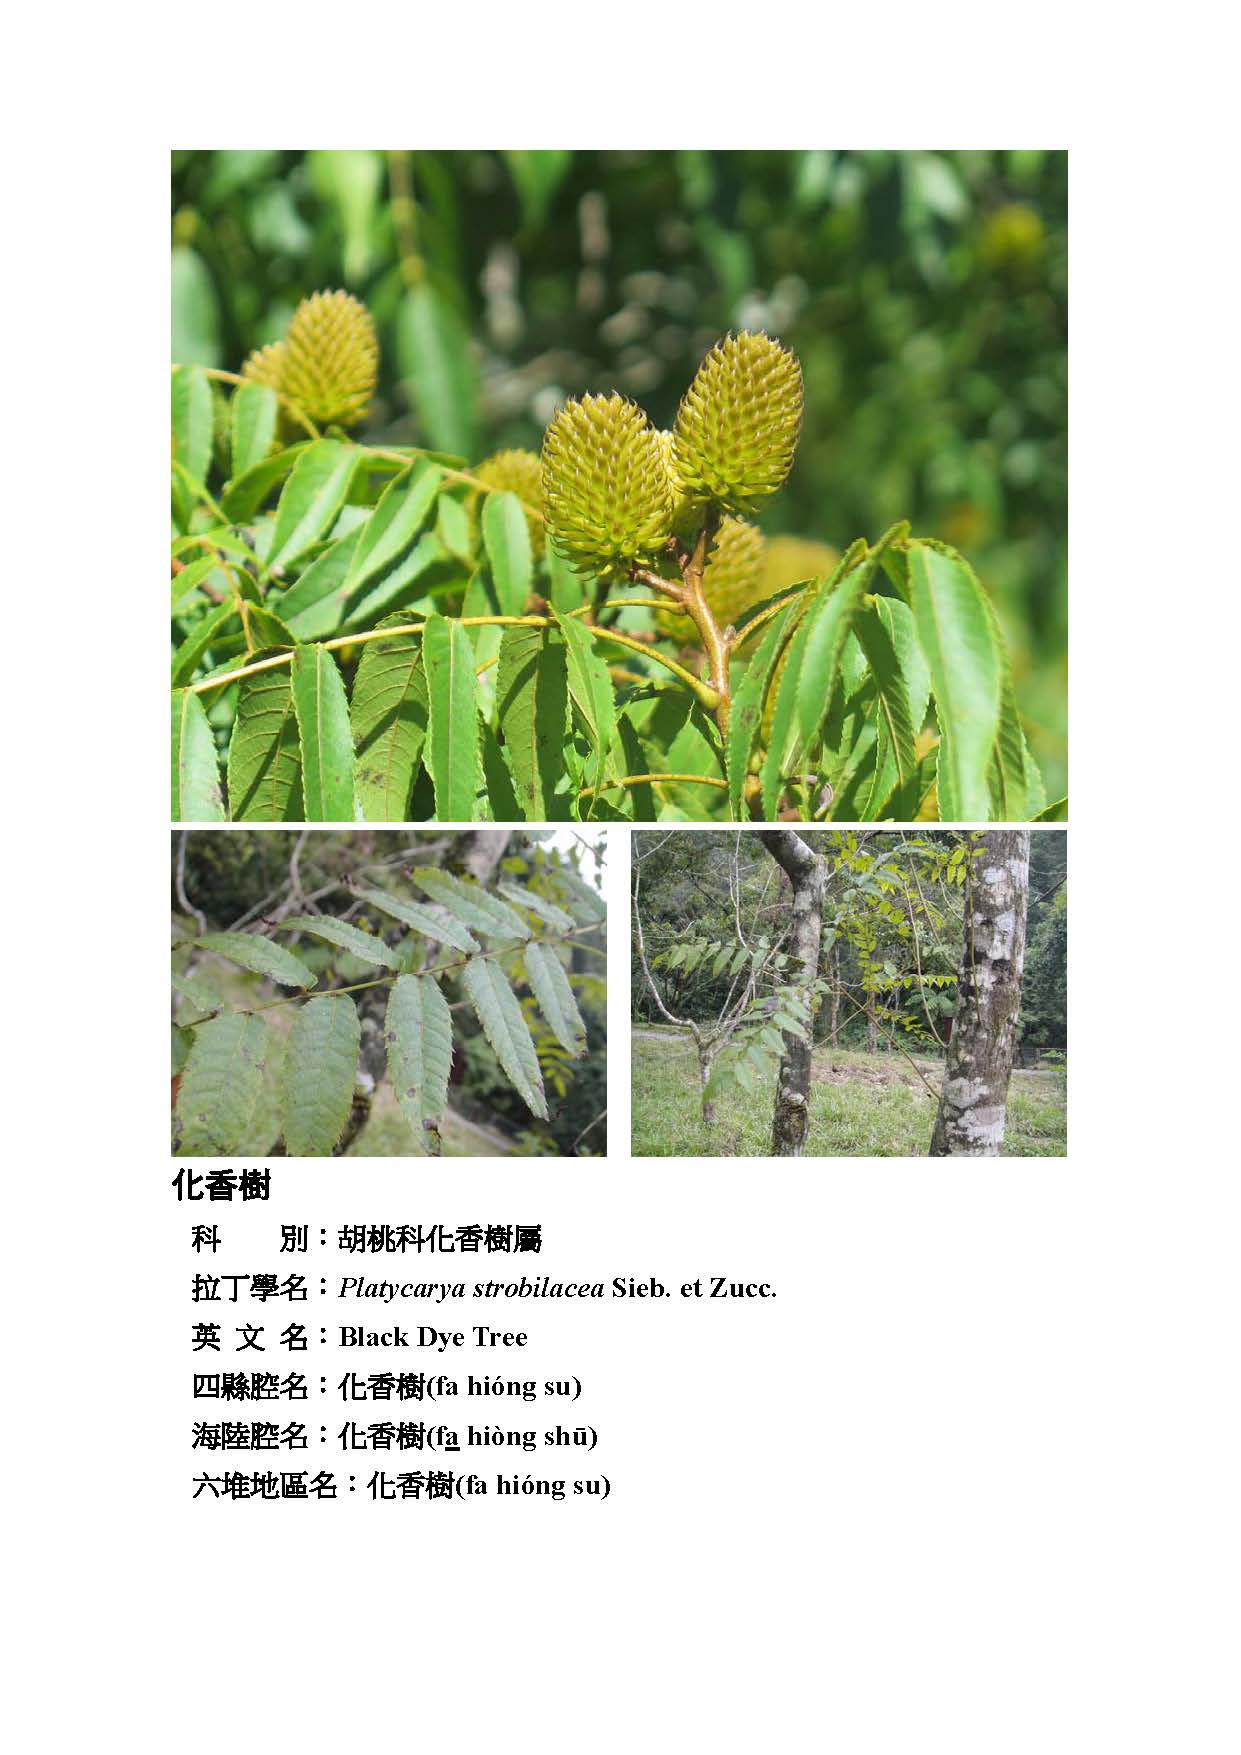 化香樹
科　　別：胡桃科化香樹屬
拉丁學名：Platycarya strobilacea Sieb. et Zucc.
英 文 名：Black Dye Tree
四縣腔名：化香樹(fa hióng su)
海陸腔名：化香樹(fa hiòng shū)
六堆地區名：化香樹(fa hióng su)